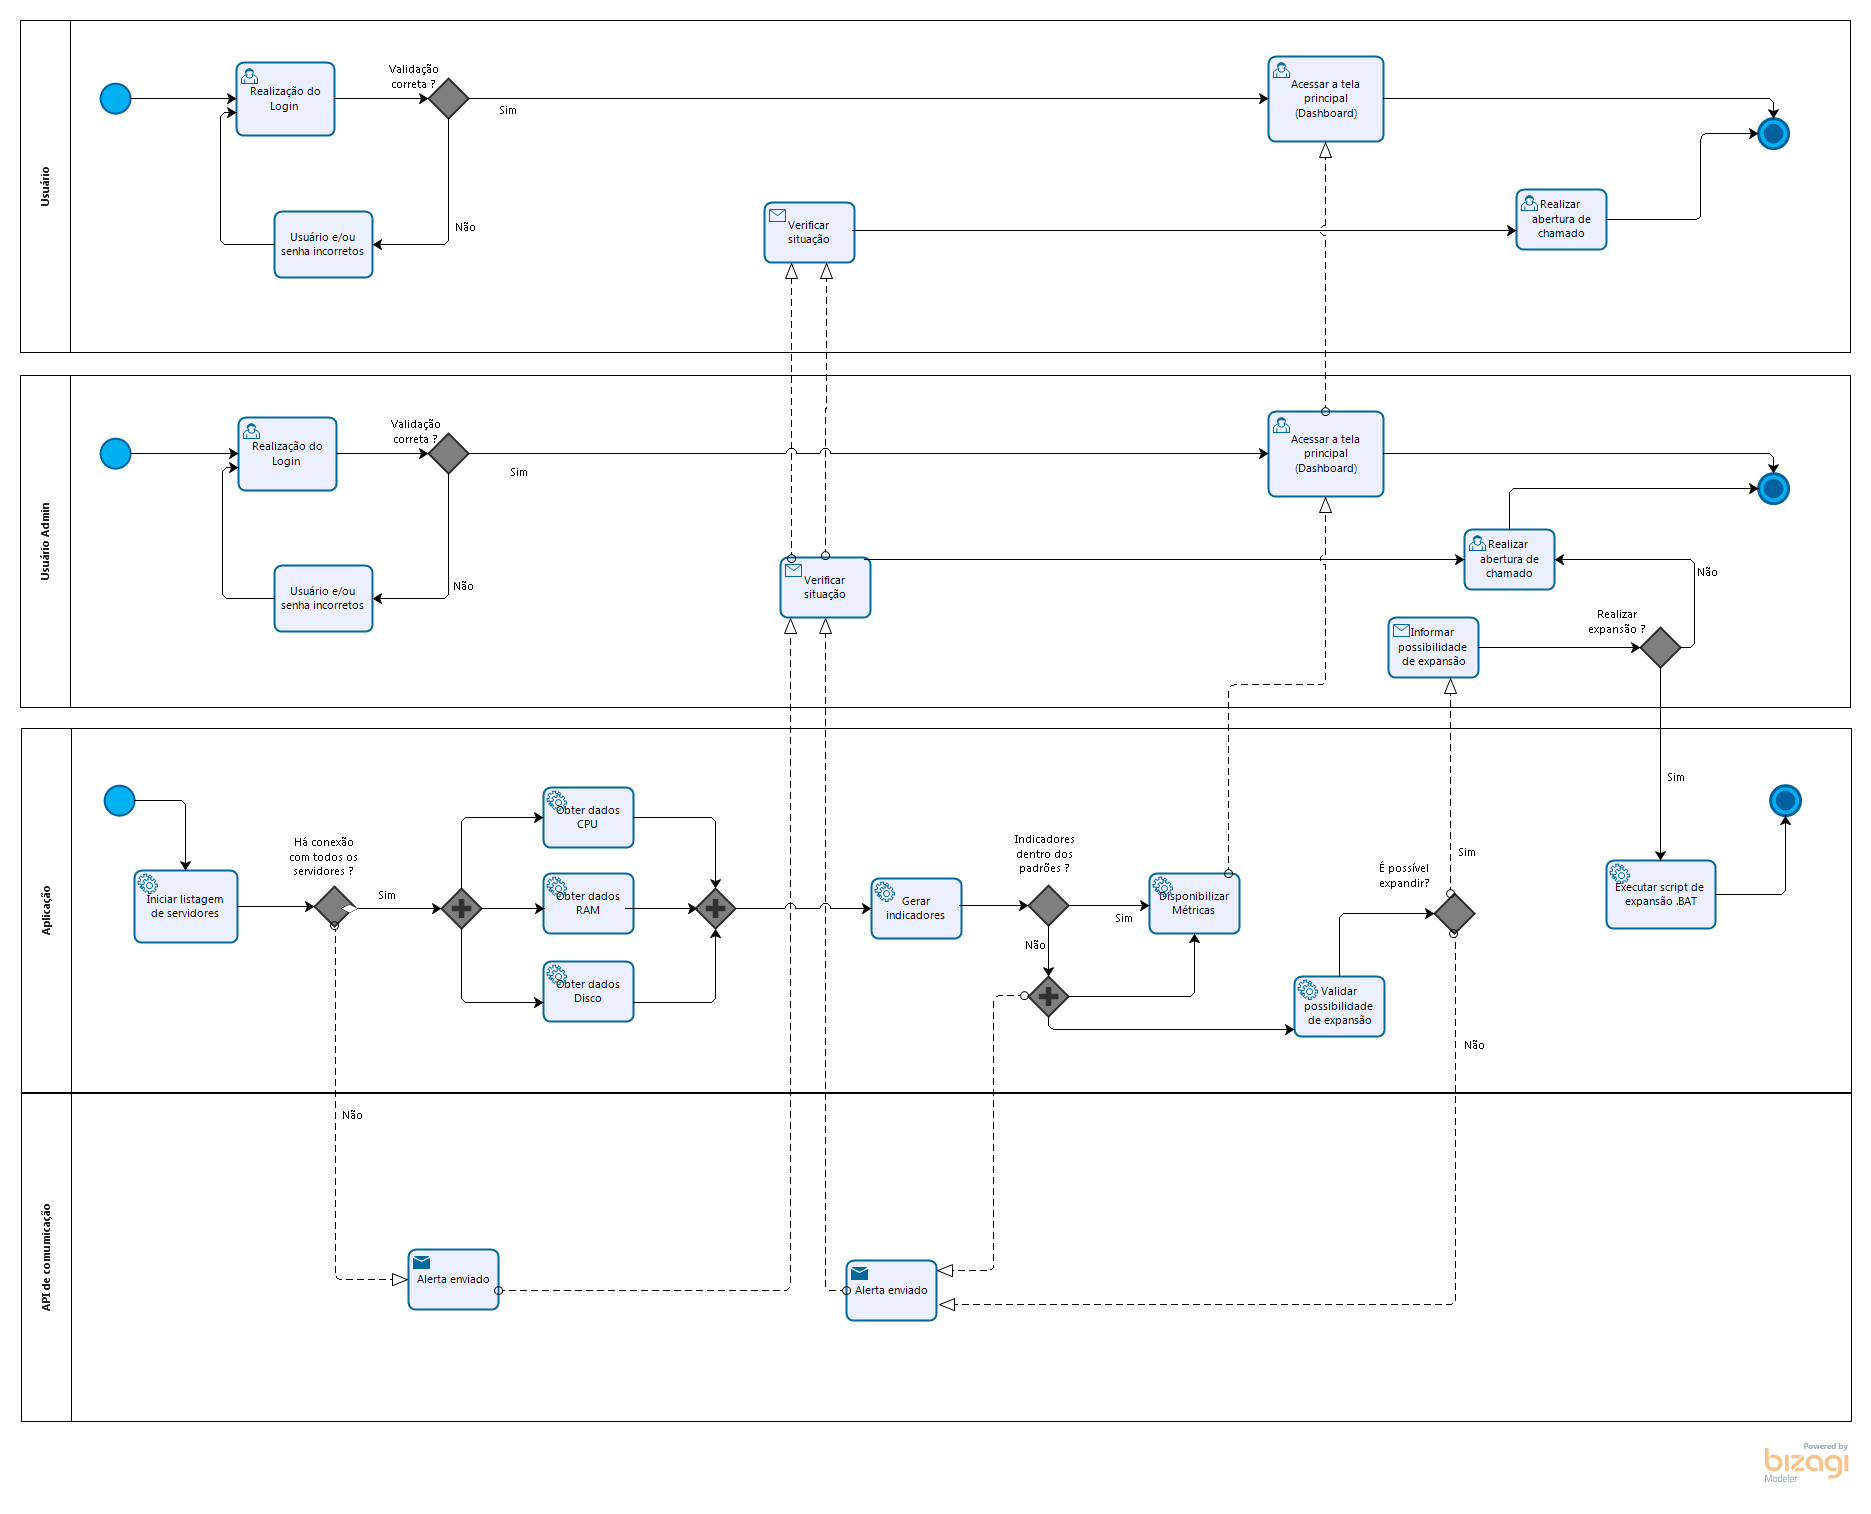 Usuário
Realização do
Login
Validação
correta ?
Sim
Não
Usuário e/ou
senha incorretos
Verificar
situação
Acessar a tela
principal
(Dashboard)
Realizar
abertura de
chamado
Usuário Admin
Realização do
Login
Validação
correta ?
Sim
Não
Usuário e/ou
senha incorretos
Verificar
situação
Acessar a tela
principal
(Dashboard)
Realizar
abertura de
chamado
Não
Informar
possibilidade
de expansão
Realizar
expansão ?
Sim
Aplicação
Iniciar listagem
de servidores
Há conexão
com todos os
servidores ?
Sim
Obter dados
CPU
Obter dados
RAM
Obter dados
Disco
Gerar
indicadores
Indicadores
dentro dos
padrões ?
Sim
Não
Disponibilizar
Métricas
Validar
possibilidade
de expansão
É possível
expandir?
Sim
Não
Executar script de
expansão .BAT
API de comumicação
Não
Alerta enviado
Alerta enviado
Powered by
bizagi
Modeler